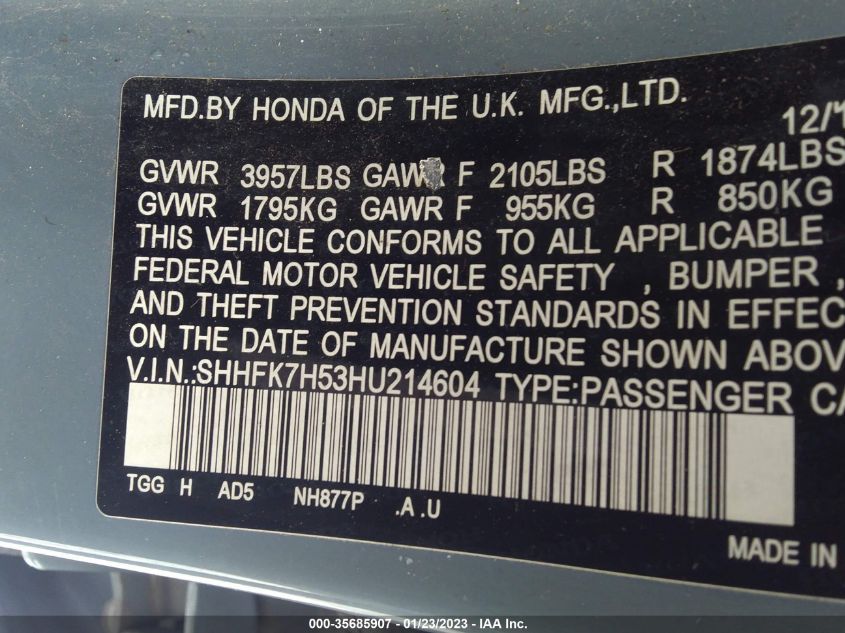 MFD.BY HONDA OF THE U.K. MFG.,LTD. 12/1
GVWR 3957LBS GAWR F 2105LBS R 1874LBS
GVWR 1795KG GAWR F 955KG R 850KG
THIS VEHICLE CONFORMS TO ALL APPLICABLE
FEDERAL MOTOR VEHICLE SAFETY , BUMPER ,
AND THEFT PREVENTION STANDARDS IN EFFEC
ON THE DATE OF MANUFACTURE SHOWN ABOV
V.I.N.:SHHFK7H53HU214604 TYPE:PASSENGER CA
TGG H AD5 NH877P .A .U
MADE IN
000-35685907 - 01/23/2023 - IAA Inc.